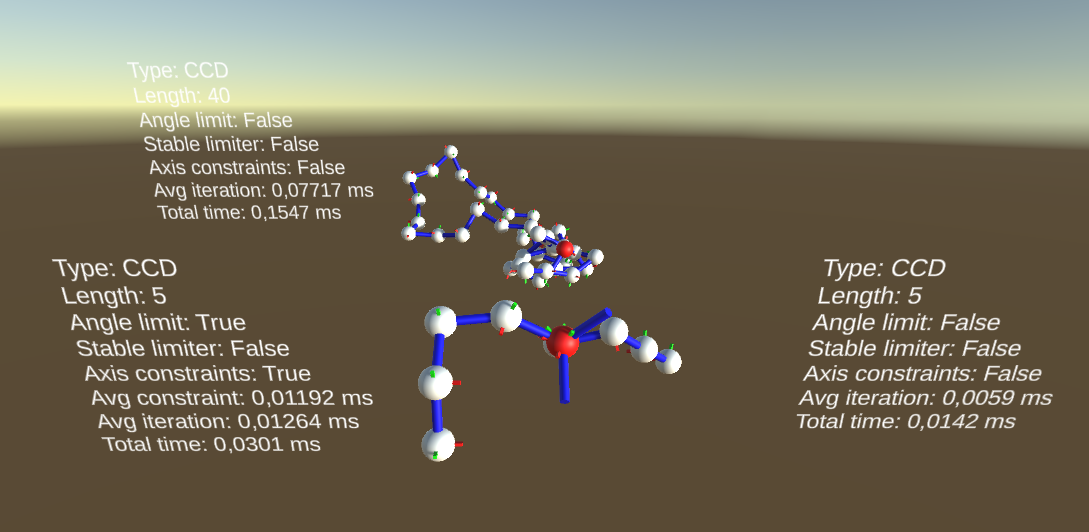 Type: CCD
Length: 40
Angle limit: False
Stable limiter: False
Axis constraints: False
Avg iteration: 0,07717 ms
Total time: 0,1547 ms
Type: CCD
Length: 5
Angle limit: True
Stable limiter: False
Axis constraints: True
Avg constraint: 0,01192 ms
Avg iteration: 0,01264 ms
Total time: 0,0301 ms
Type: CCD
Length: 5
Angle limit: False
Stable limiter: False
Axis constraints: False
Avg iteration: 0,0059 ms
Total time: 0,0142 ms